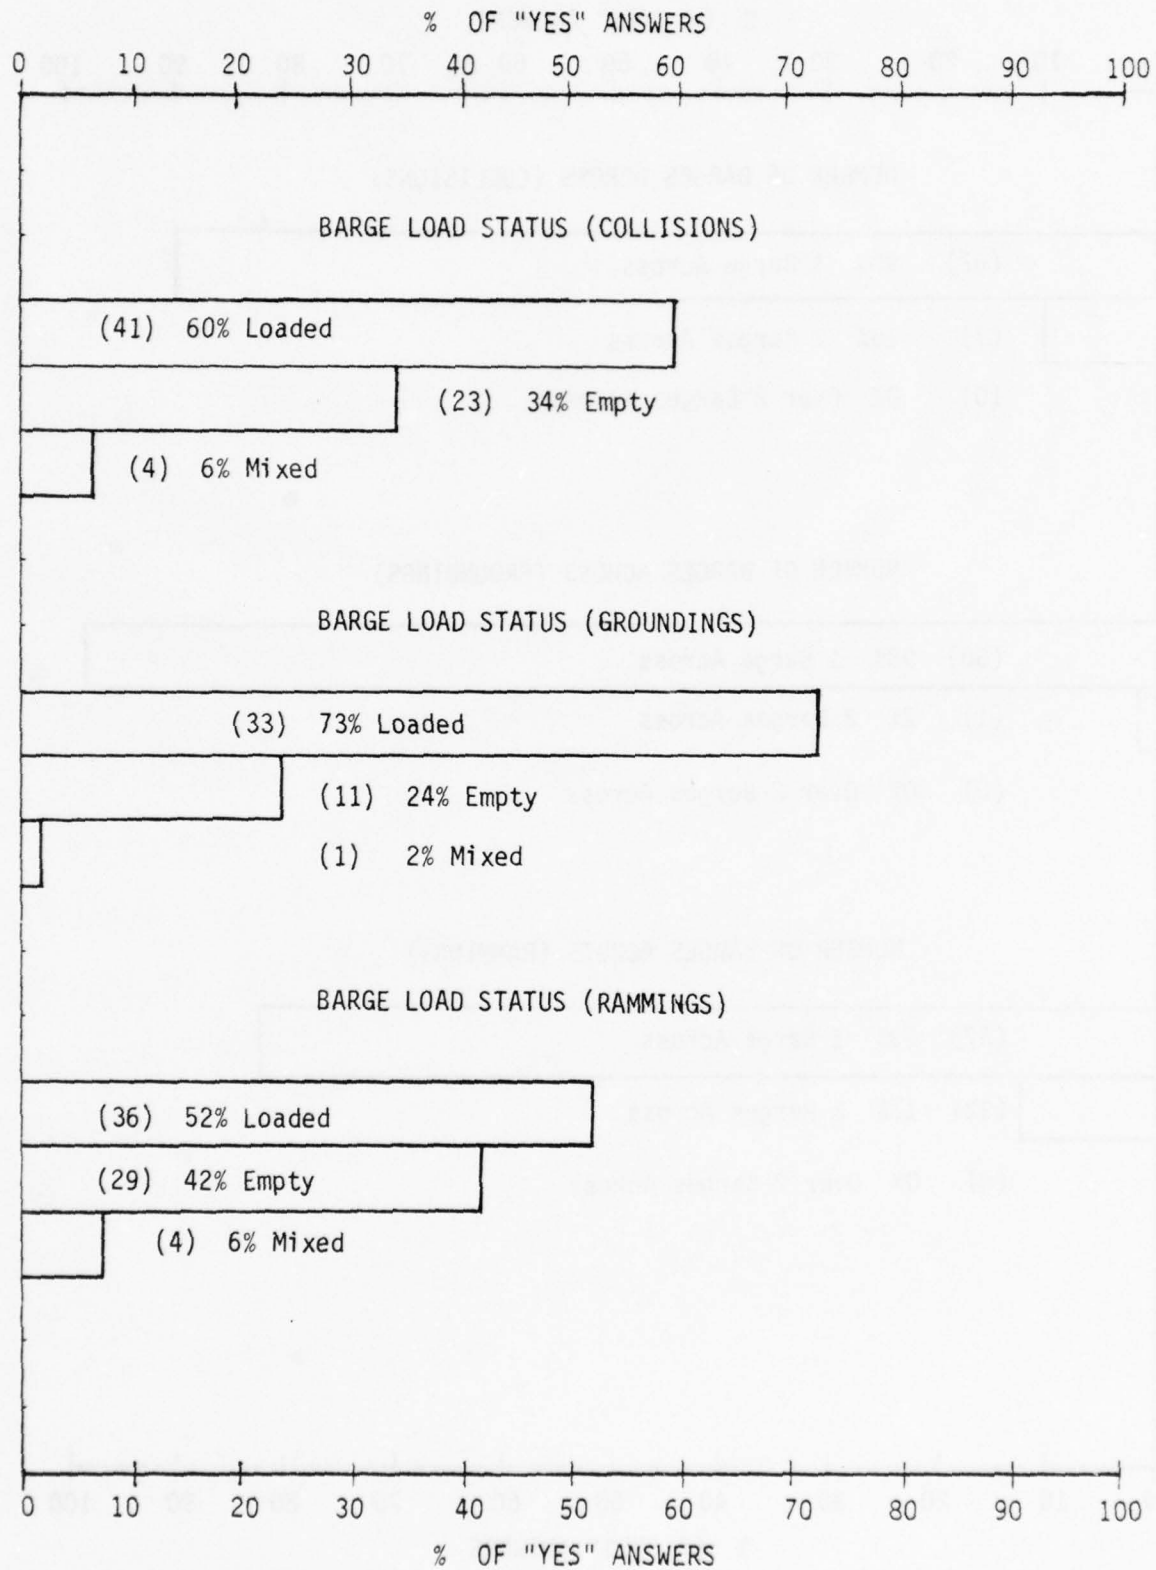 % OF "YES" ANSWERS
0 10 20 30 40 50 60 70 80 90 100
BARGE LOAD STATUS (COLLISIONS)
(41) 60% Loaded
(23) 34% Empty
(4) 6% Mixed
BARGE LOAD STATUS (GROUNDINGS)
(33) 73% Loaded
(11) 24% Empty
(1) 2% Mixed
BARGE LOAD STATUS (RAMMINGS)
(36) 52% Loaded
(29) 42% Empty
(4) 6% Mixed
0 10 20 30 40 50 60 70 80 90 100
% OF "YES" ANSWERS